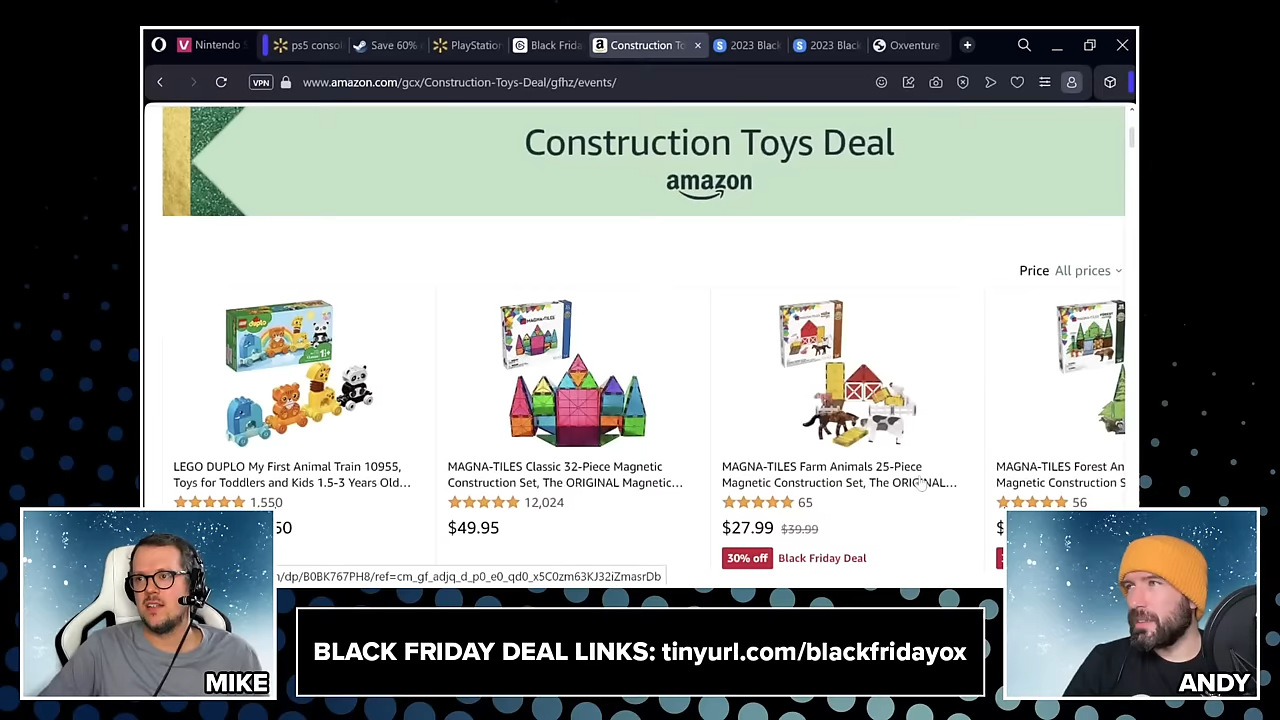 Nintendo S
ps5 consol
Save 60%
PlayStation
Black Frida
Construction To
2023 Black
2023 Black
Oxventure
VPN
www.amazon.com/gcx/Construction-Toys-Deal/gfhz/events/
Construction Toys Deal
amazon
Price All prices
LEGO DUPLO My First Animal Train 10955,
Toys for Toddlers and Kids 1.5-3 Years Old…
1,550
50
MAGNA-TILES Classic 32-Piece Magnetic
Construction Set, The ORIGINAL Magnetic…
12,024
$49.95
MAGNA-TILES Farm Animals 25-Piece
Magnetic Construction Set, The ORIGINAL…
65
$27.99 $39.99
30% off Black Friday Deal
MAGNA-TILES Forest An
Magnetic Construction S
56
$
/dp/B0BK767PH8/ref=cm_gf_adjq_d_p0_e0_qd0_x5C0zm63KJ32iZmasrDb
BLACK FRIDAY DEAL LINKS: tinyurl.com/blackfridayox
MIKE
ANDY